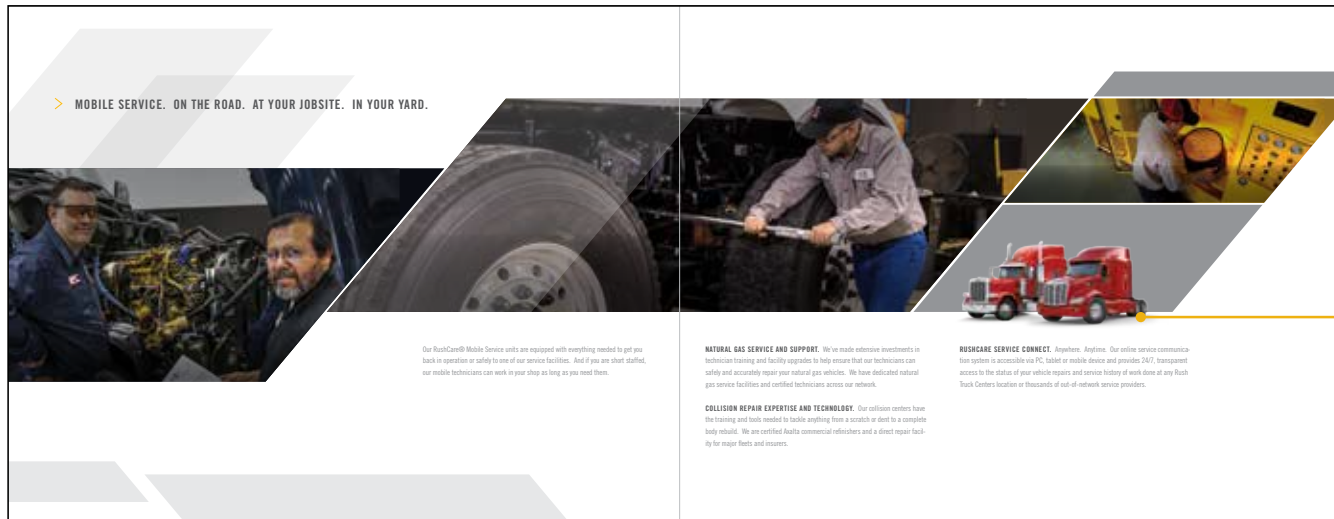 > MOBILE SERVICE. ON THE ROAD. AT YOUR JOBSITE. IN YOUR YARD.
Our RushCare® Mobile Service units are equipped with everything needed to get you
back in operation or safely to one of our service facilities. And if you are short staffed,
our mobile technicians can work in your shop as long as you need them.
NATURAL GAS SERVICE AND SUPPORT. We've made extensive investments in
technician training and facility upgrades to help ensure that our technicians can
safely and accurately repair your natural gas vehicles. We have dedicated natural
gas service facilities and certified technicians across our network.
COLLISION REPAIR EXPERTISE AND TECHNOLOGY. Our collision centers have
the training and tools needed to tackle anything from a scratch or dent to a complete
body rebuild. We are certified Axalta commercial refinishers and a direct repair facil-
ity for major fleets and insurers.
RUSHCARE SERVICE CONNECT. Anywhere. Anytime. Our online service communica-
tion system is accessible via PC, tablet or mobile device and provides 24/7, transparent
access to the status of your vehicle repairs and service history of work done at any Rush
Truck Centers location or thousands of out-of-network service providers.